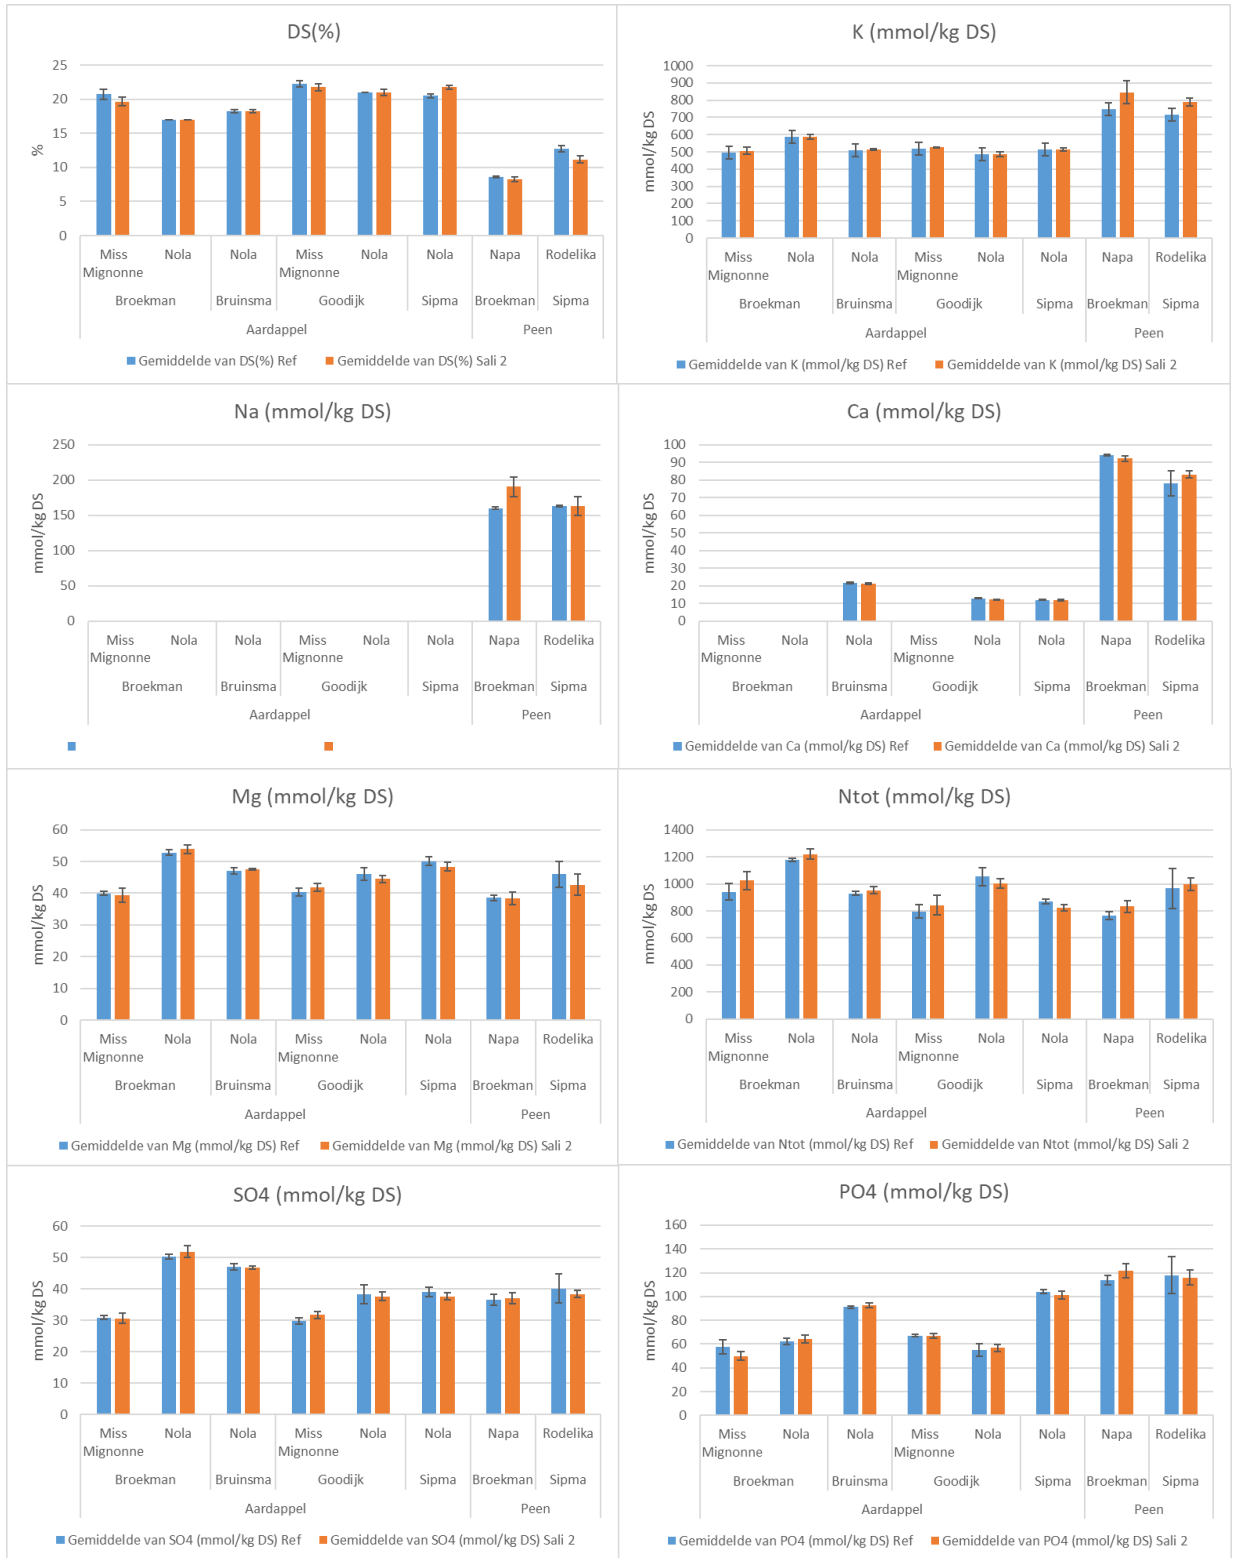 DS(%)
25
20
15
10
5
0
%
Miss Mignonne
Nola
Nola
Miss Mignonne
Nola
Nola
Napa
Rodelika
Broekman
Bruinsma
Goodijk
Sipma
Broekman
Sipma
Aardappel
Peen
Gemiddelde van DS(%) Ref
Gemiddelde van DS(%) Sali 2
K (mmol/kg DS)
1000
900
800
700
600
500
400
300
200
100
0
mmol/kg DS
Miss Mignonne
Nola
Nola
Miss Mignonne
Nola
Nola
Napa
Rodelika
Broekman
Bruinsma
Goodijk
Sipma
Broekman
Sipma
Aardappel
Peen
Gemiddelde van K (mmol/kg DS) Ref
Gemiddelde van K (mmol/kg DS) Sali 2
Na (mmol/kg DS)
250
200
150
100
50
0
mmol/kg DS
Miss Mignonne
Nola
Nola
Miss Mignonne
Nola
Nola
Napa
Rodelika
Broekman
Bruinsma
Goodijk
Sipma
Broekman
Sipma
Aardappel
Peen
Ca (mmol/kg DS)
100
90
80
70
60
50
40
30
20
10
0
mmol/kg DS
Miss Mignonne
Nola
Nola
Miss Mignonne
Nola
Nola
Napa
Rodelika
Broekman
Bruinsma
Goodijk
Sipma
Broekman
Sipma
Aardappel
Peen
Gemiddelde van Ca (mmol/kg DS) Ref
Gemiddelde van Ca (mmol/kg DS) Sali 2
Mg (mmol/kg DS)
60
50
40
30
20
10
0
mmol/kg DS
Miss Mignonne
Nola
Nola
Miss Mignonne
Nola
Nola
Napa
Rodelika
Broekman
Bruinsma
Goodijk
Sipma
Broekman
Sipma
Aardappel
Peen
Gemiddelde van Mg (mmol/kg DS) Ref
Gemiddelde van Mg (mmol/kg DS) Sali 2
Ntot (mmol/kg DS)
1400
1200
1000
800
600
400
200
0
mmol/kg DS
Miss Mignonne
Nola
Nola
Miss Mignonne
Nola
Nola
Napa
Rodelika
Broekman
Bruinsma
Goodijk
Sipma
Broekman
Sipma
Aardappel
Peen
Gemiddelde van Ntot (mmol/kg DS) Ref
Gemiddelde van Ntot (mmol/kg DS) Sali 2
SO4 (mmol/kg DS)
60
50
40
30
20
10
0
mmol/kg DS
Miss Mignonne
Nola
Nola
Miss Mignonne
Nola
Nola
Napa
Rodelika
Broekman
Bruinsma
Goodijk
Sipma
Broekman
Sipma
Aardappel
Peen
Gemiddelde van SO4 (mmol/kg DS) Ref
Gemiddelde van SO4 (mmol/kg DS) Sali 2
PO4 (mmol/kg DS)
160
140
120
100
80
60
40
20
0
mmol/kg DS
Miss Mignonne
Nola
Nola
Miss Mignonne
Nola
Nola
Napa
Rodelika
Broekman
Bruinsma
Goodijk
Sipma
Broekman
Sipma
Aardappel
Peen
Gemiddelde van PO4 (mmol/kg DS) Ref
Gemiddelde van PO4 (mmol/kg DS) Sali 2